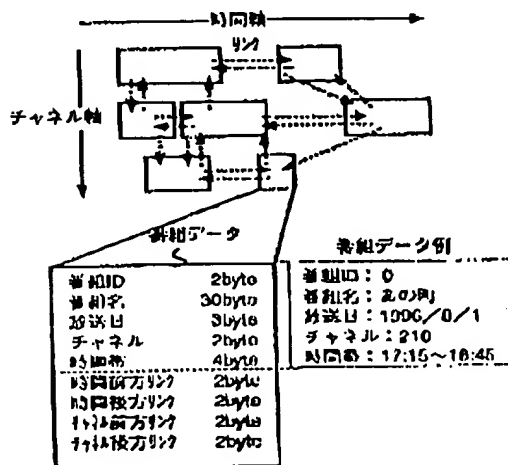 時間軸
リンク
チャネル軸
番組データ
番組ID 2byte
番組名 30byte
放送日 3byte
チャネル 2byte
時間帯 4byte
時間前方リンク 2byte
時間後方リンク 2byte
チャネル前方リンク 2byte
チャネル後方リンク 2byte
番組データ例
番組ID：0
番組名：
放送日：1996/8/1
チャネル：210
時間帯：17:15～18:45